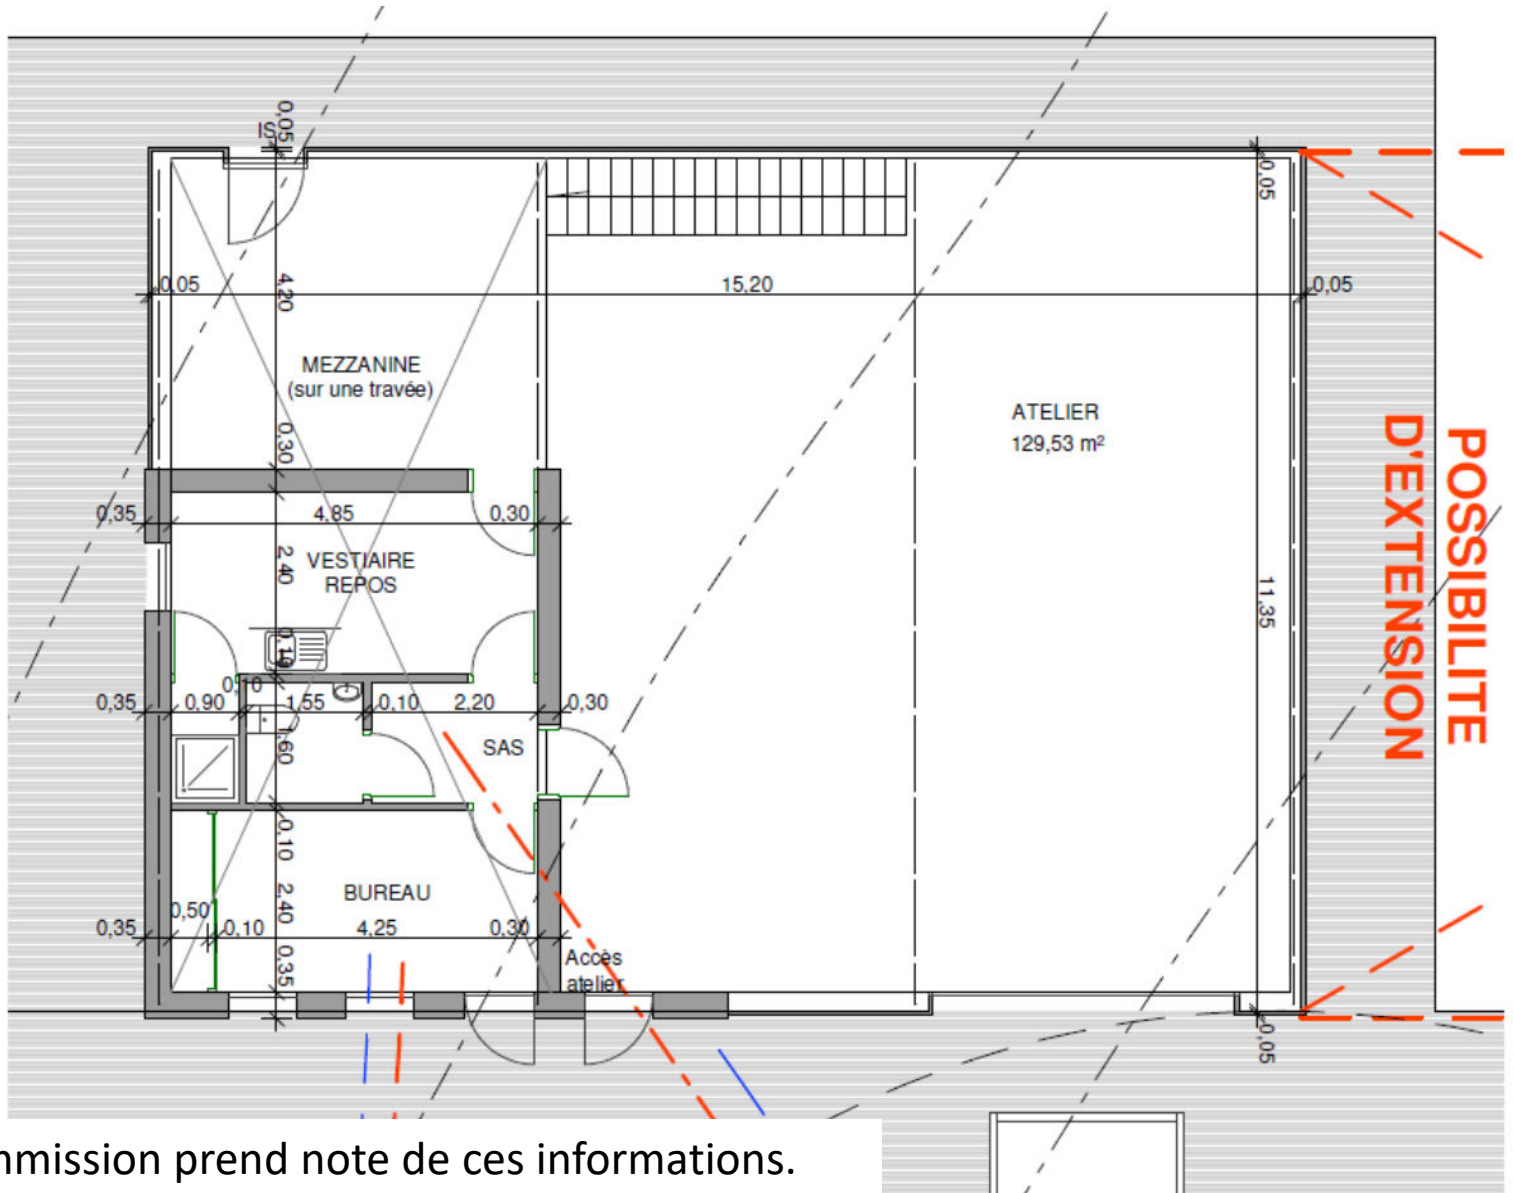 0,05
IS
0,05
0,05
4,20
15,20
0,05
MEZZANINE
(sur une travée)
ATELIER
129,53 m²
0,30
0,35
4,85
0,30
2,40
VESTIAIRE
REPOS
11,35
POSSIBILITE
D'EXTENSION
0,10
0,10
0,35
0,90
1,55
0,10
2,20
0,30
1,60
SAS
0,10
BUREAU
2,40
0,50
0,35
0,10
4,25
0,30
0,35
Accès
atelier
0,05
mmission prend note de ces informations.